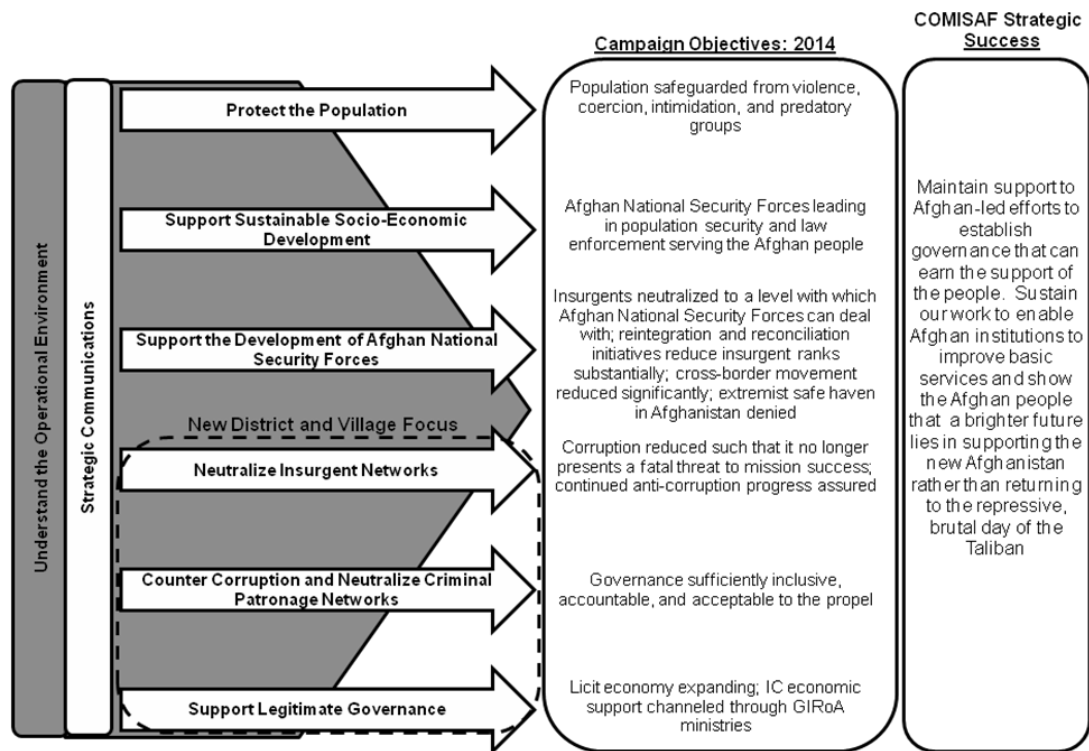 COMISAF Strategic
Success
Campaign Objectives: 2014
Understand the Operational Environment
Strategic Communications
Protect the Population
Support Sustainable Socio-Economic
Development
Support the Development of Afghan National
Security Forces
New District and Village Focus
Neutralize Insurgent Networks
Counter Corruption and Neutralize Criminal
Patronage Networks
Support Legitimate Governance
Population safeguarded from violence,
coercion, intimidation, and predatory
groups
Afghan National Security Forces leading
in population security and law
enforcement serving the Afghan people
Insurgents neutralized to a level with which
Afghan National Security Forces can deal
with; reintegration and reconciliation
initiatives reduce insurgent ranks
substantially; cross-border movement
reduced significantly; extremist safe haven
in Afghanistan denied
Corruption reduced such that it no longer
presents a fatal threat to mission success;
continued anti-corruption progress assured
Governance sufficiently inclusive,
accountable, and acceptable to the propel
Licit economy expanding; IC economic
support channeled through GIRoA
ministries
Maintain support to
Afghan-led efforts to
establish
governance that can
earn the support of
the people. Sustain
our work to enable
Afghan institutions to
improve basic
services and show
the Afghan people
that a brighter future
lies in supporting the
new Afghanistan
rather than returning
to the repressive,
brutal day of the
Taliban